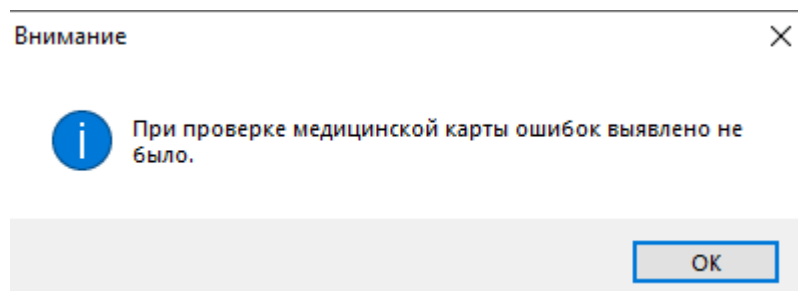 Внимание
При проверке медицинской карты ошибок выявлено не
было.
OK